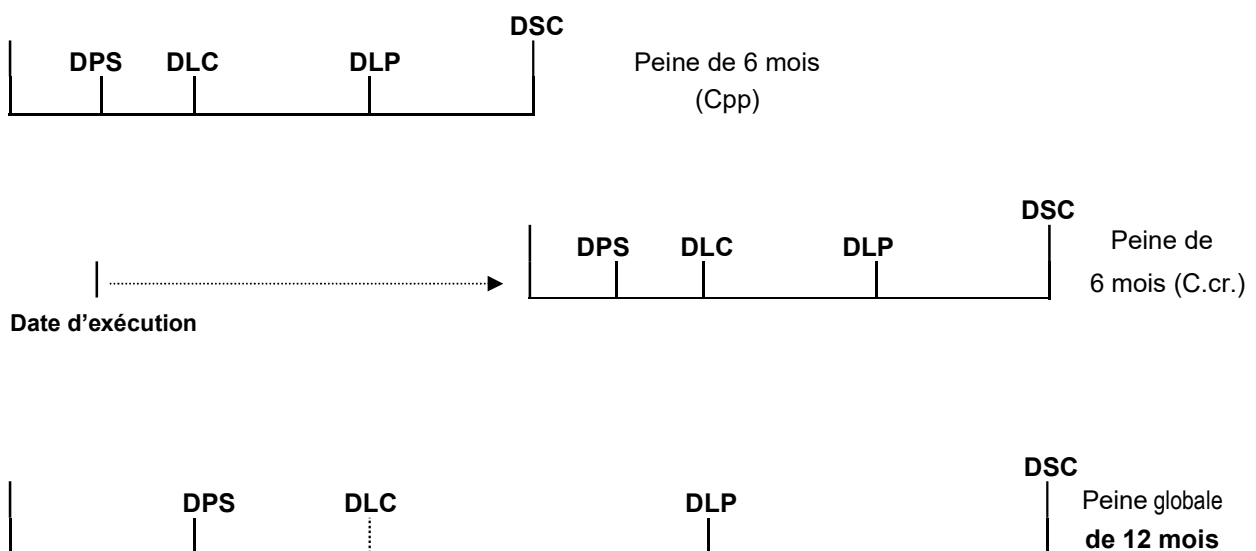 DSC
DPS DLC DLP Peine de 6 mois
(Cpp)
DSC
DPS DLC DLP Peine de
6 mois (C.cr.)
Date d’exécution
DSC
DPS DLC DLP Peine globale
de 12 mois